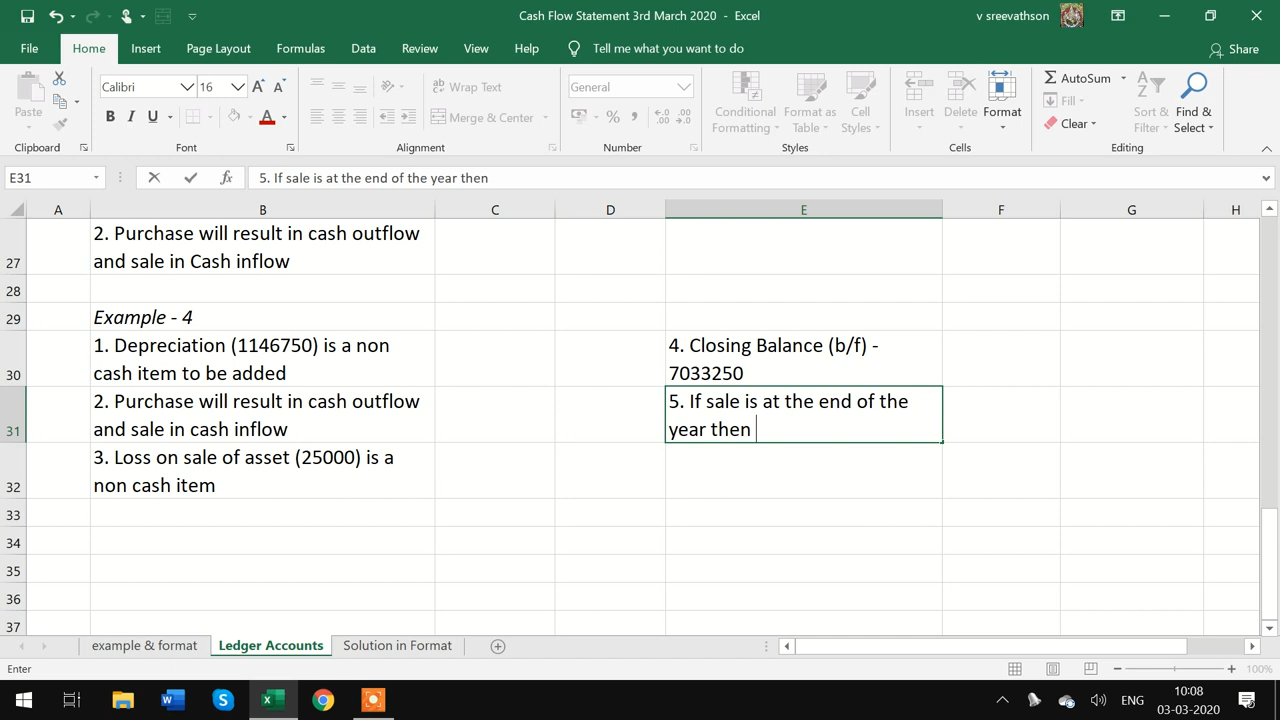 Cash Flow Statement 3rd March 2020 - Excel
v sreevathson
File Home Insert Page Layout Formulas Data Review View Help Tell me what you want to do Share
Calibri 16 Wrap Text General AutoSum
Paste B I U Merge & Center % Conditional Formatting Format as Table Cell Styles Insert Delete Format Fill Clear Sort & Filter Find & Select
Clipboard Font Alignment Number Styles Cells Editing
E31 fx 5. If sale is at the end of the year then
A B C D E F G H
27 2. Purchase will result in cash outflow
and sale in Cash inflow
28
29 Example - 4
30 1. Depreciation (1146750) is a non
cash item to be added
4. Closing Balance (b/f) -
7033250
31 2. Purchase will result in cash outflow
and sale in cash inflow
5. If sale is at the end of the
year then
32 3. Loss on sale of asset (25000) is a
non cash item
33
34
35
36
37
example & format Ledger Accounts Solution in Format
Enter 100%
ENG 10:08
03-03-2020